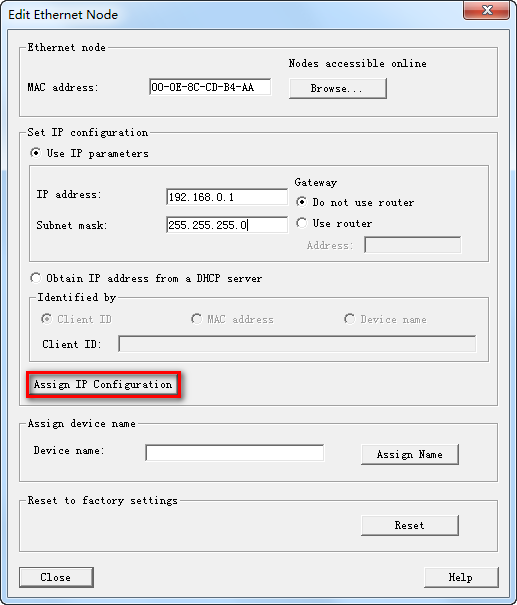 Edit Ethernet Node
Ethernet node
Nodes accessible online
MAC address: 00-0E-8C-CD-B4-AA Browse...
Set IP configuration
Use IP parameters
Gateway
IP address: 192.168.0.1 Do not use router
Subnet mask: 255.255.255.0 Use router
Address:
Obtain IP address from a DHCP server
Identified by
Client ID MAC address Device name
Client ID:
Assign IP Configuration
Assign device name
Device name: Assign Name
Reset to factory settings
Reset
Close Help